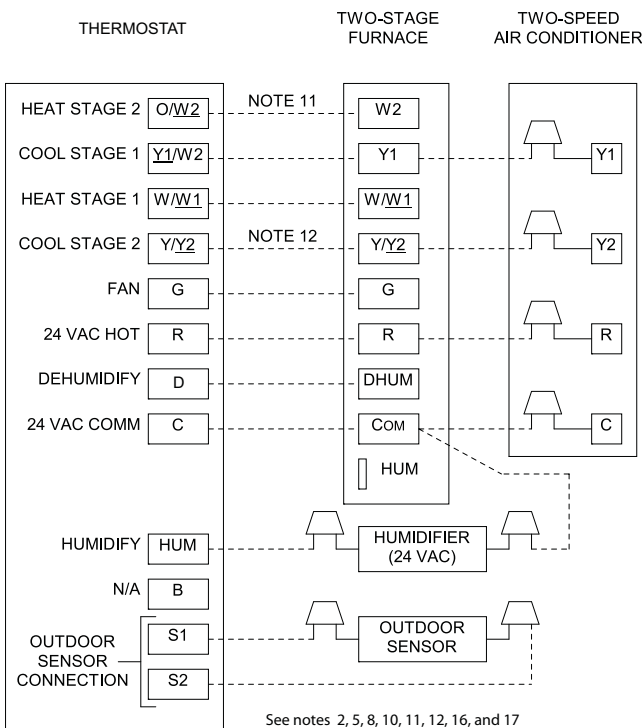 THERMOSTAT
TWO-STAGE
FURNACE
TWO-SPEED
AIR CONDITIONER
HEAT STAGE 2 O/W2 NOTE 11 W2
COOL STAGE 1 Y1/W2 Y1 Y1
HEAT STAGE 1 W/W1 W/W1
COOL STAGE 2 Y/Y2 NOTE 12 Y/Y2 Y2
FAN G G
24 VAC HOT R R R
DEHUMIDIFY D DHUM
24 VAC COMM C COM C
HUM
HUMIDIFY HUM
HUMIDIFIER
(24 VAC)
N/A B
OUTDOOR
SENSOR
CONNECTION
S1
S2
OUTDOOR
SENSOR
See notes 2, 5, 8, 10, 11, 12, 16, and 17